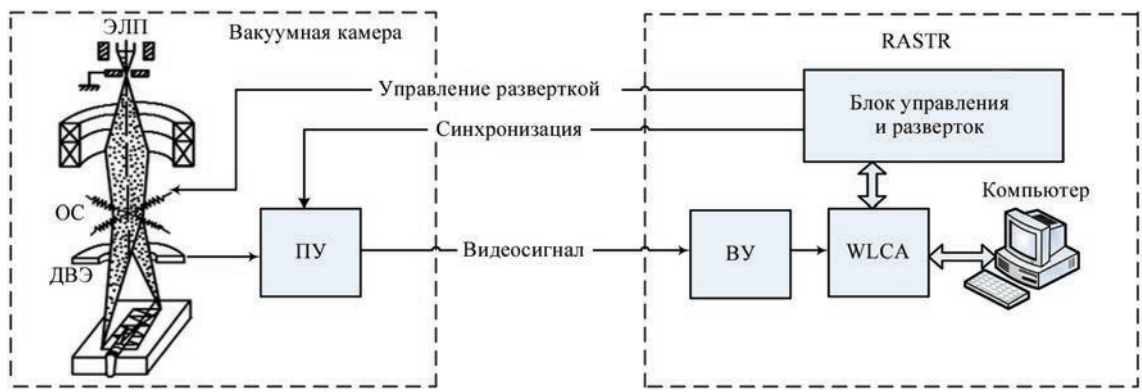 ЭЛП
Вакуумная камера
RASTR
Управление разверткой
Блок управления
и разверток
Синхронизация
Компьютер
ОС
ПУ
Видеосигнал
ВУ
WLCA
ДВЭ